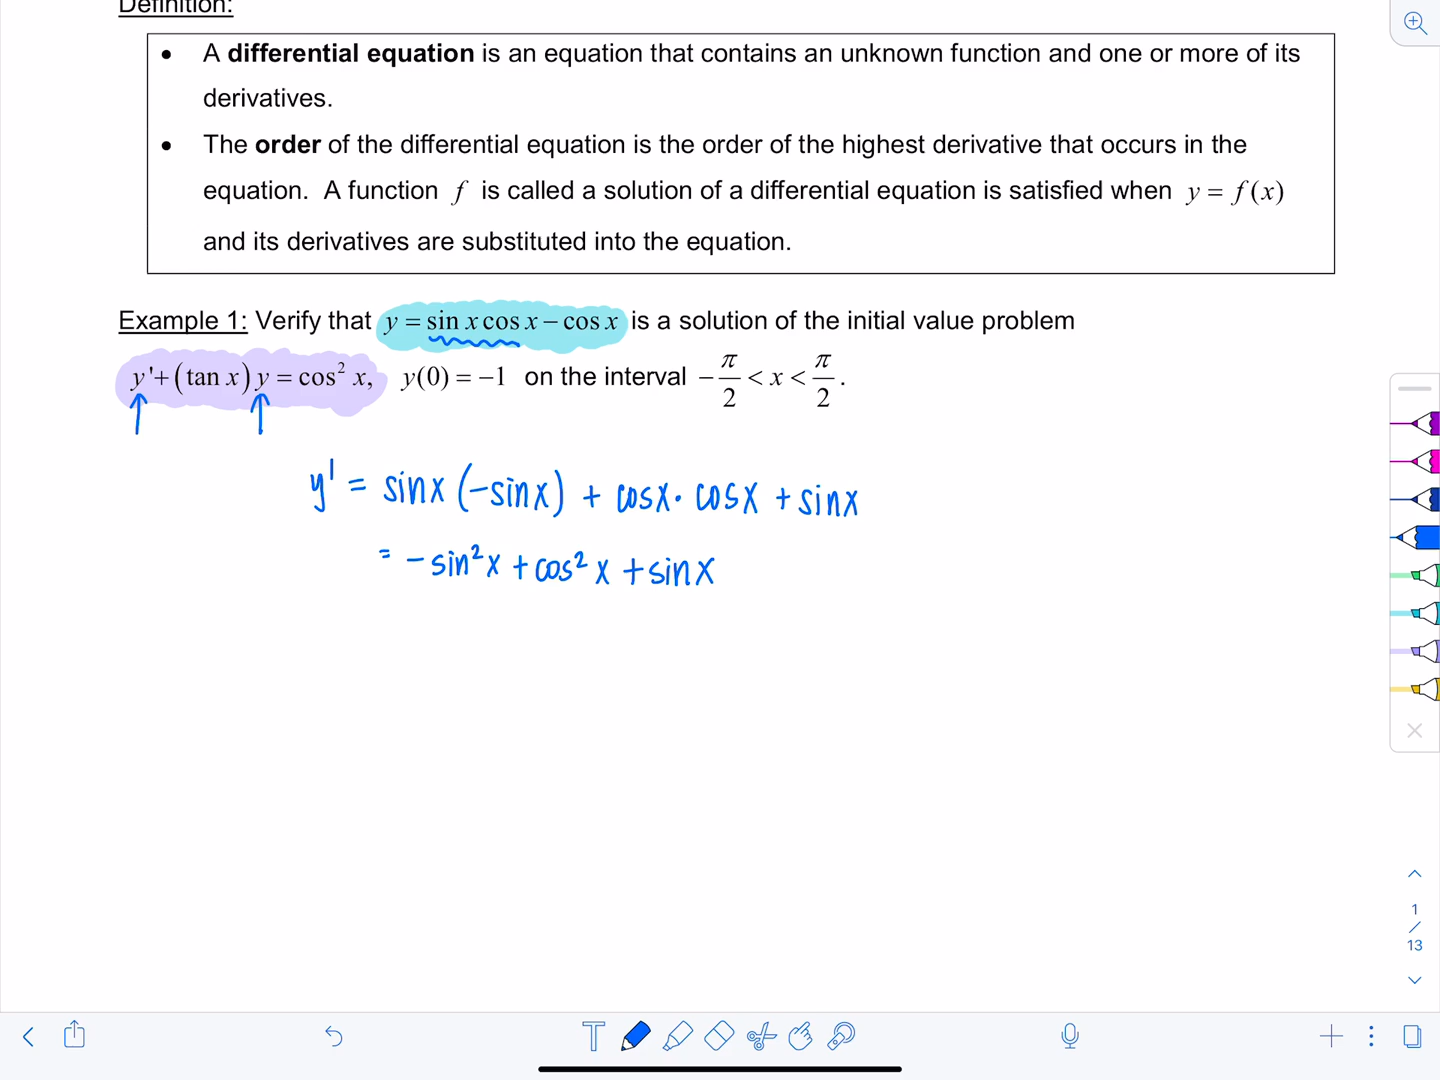 Definition:
• A differential equation is an equation that contains an unknown function and one or more of its
derivatives.
• The order of the differential equation is the order of the highest derivative that occurs in the
equation. A function f is called a solution of a differential equation is satisfied when y = f(x)
and its derivatives are substituted into the equation.
Example 1: Verify that y = sin x cos x − cos x is a solution of the initial value problem
y' + (tan x) y = cos² x, y(0) = −1 on the interval −π/2 < x < π/2.
y' = sinx (−sinx) + cosx · cosx + sinx
= −sin²x + cos²x + sinx
1
/
13
T